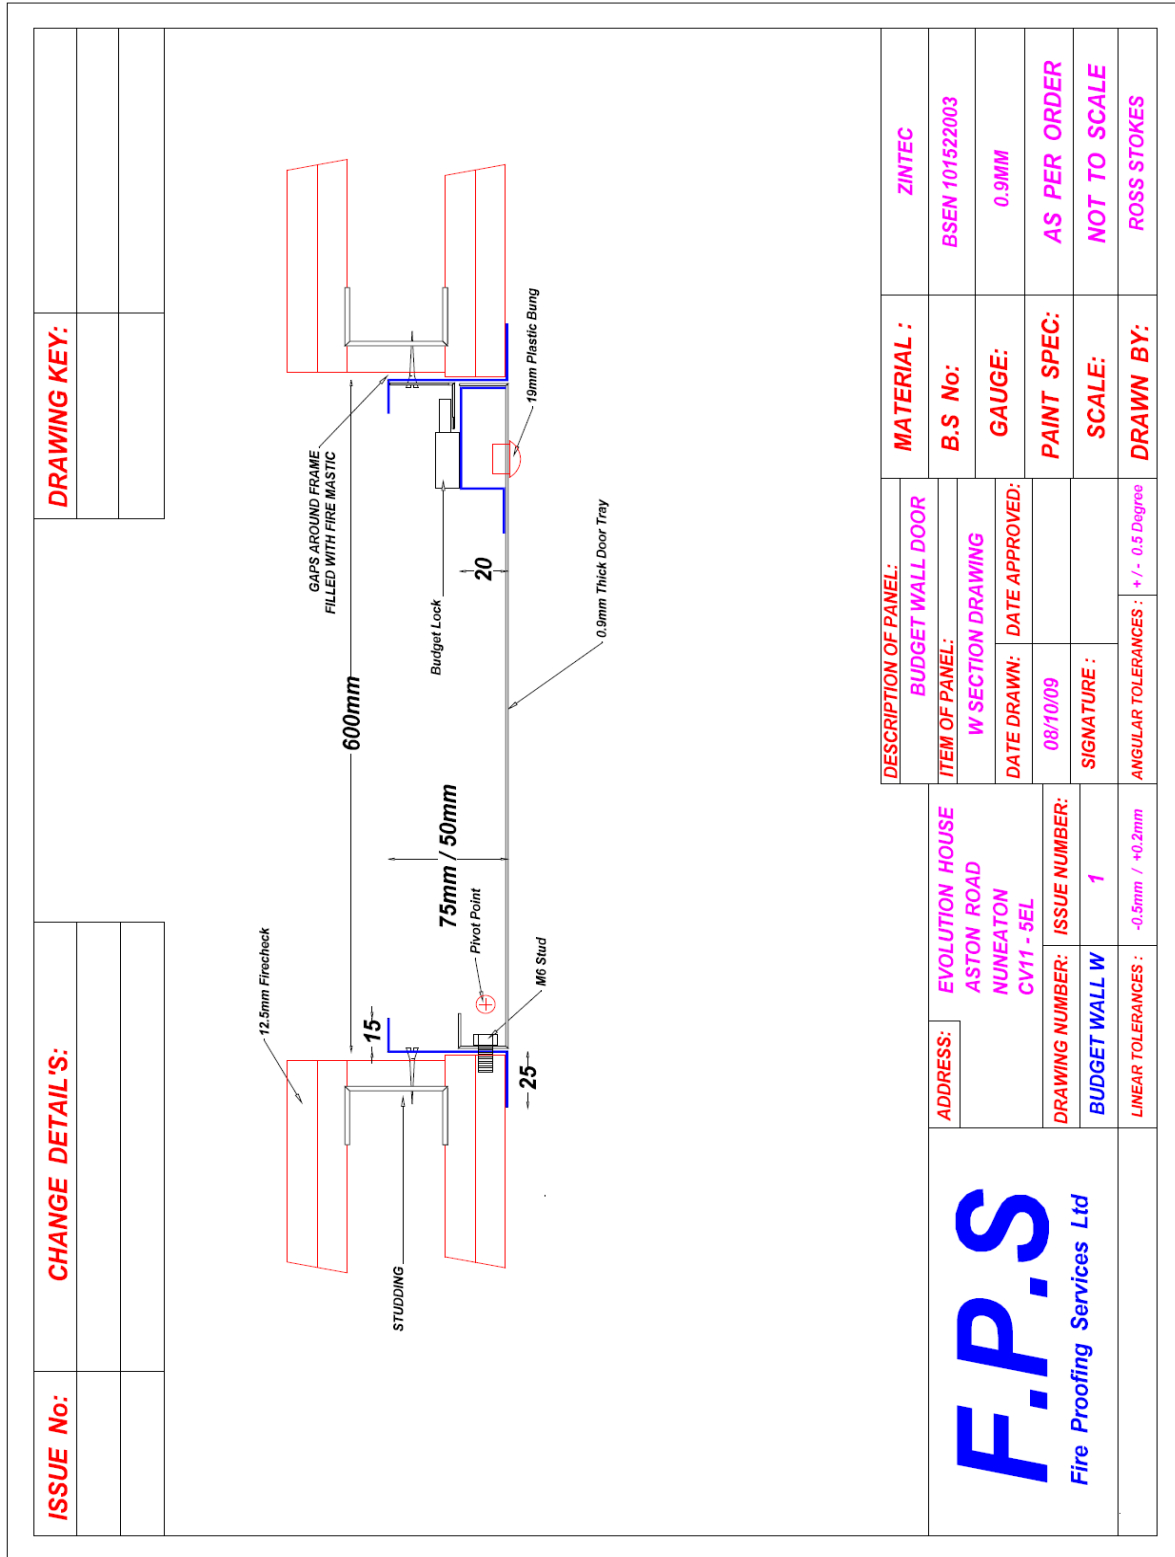 ISSUE No:
CHANGE DETAIL'S:
DRAWING KEY:
12.5mm Firecheck
STUDDING
15
25
M6 Stud
Pivot Point
75mm / 50mm
600mm
GAPS AROUND FRAME
FILLED WITH FIRE MASTIC
Budget Lock
20
0.9mm Thick Door Tray
19mm Plastic Bung
F.P.S
Fire Proofing Services Ltd
ADDRESS:
EVOLUTION HOUSE
ASTON ROAD
NUNEATON
CV11 - 5EL
DRAWING NUMBER:
ISSUE NUMBER:
BUDGET WALL W
1
LINEAR TOLERANCES :
-0.5mm / +0.2mm
DESCRIPTION OF PANEL:
BUDGET WALL DOOR
ITEM OF PANEL:
W SECTION DRAWING
DATE DRAWN:
DATE APPROVED:
08/10/09
SIGNATURE :
ANGULAR TOLERANCES :
+ / - 0.5 Degree
MATERIAL :
ZINTEC
B.S No:
BSEN 101522003
GAUGE:
0.9MM
PAINT SPEC:
AS PER ORDER
SCALE:
NOT TO SCALE
DRAWN BY:
ROSS STOKES